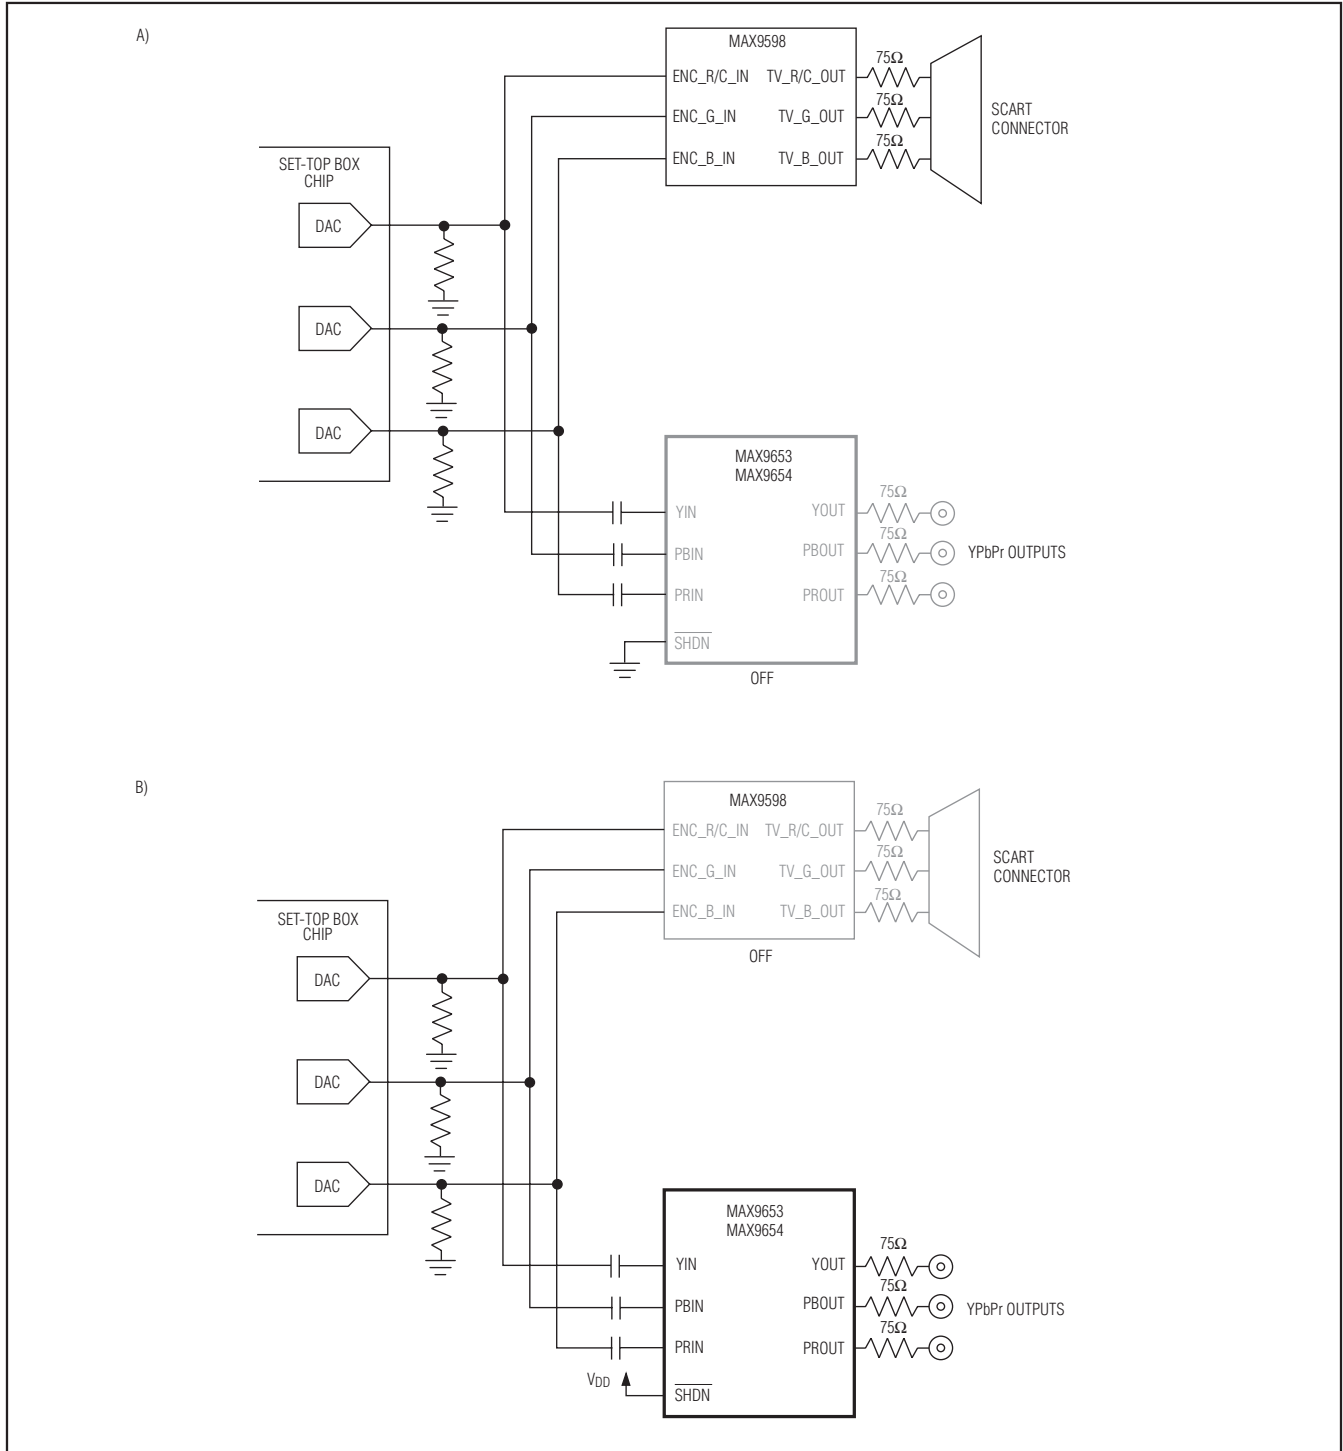 A)
MAX9598
ENC_R/C_IN TV_R/C_OUT
ENC_G_IN TV_G_OUT
ENC_B_IN TV_B_OUT
75Ω
75Ω
75Ω
SCART
CONNECTOR
SET-TOP BOX
CHIP
DAC
DAC
DAC
MAX9653
MAX9654
YIN YOUT
PBIN PBOUT
PRIN PROUT
SHDN
75Ω
75Ω
75Ω
YPbPr OUTPUTS
OFF
B)
MAX9598
ENC_R/C_IN TV_R/C_OUT
ENC_G_IN TV_G_OUT
ENC_B_IN TV_B_OUT
75Ω
75Ω
75Ω
SCART
CONNECTOR
OFF
SET-TOP BOX
CHIP
DAC
DAC
DAC
MAX9653
MAX9654
YIN YOUT
PBIN PBOUT
PRIN PROUT
VDD
SHDN
75Ω
75Ω
75Ω
YPbPr OUTPUTS